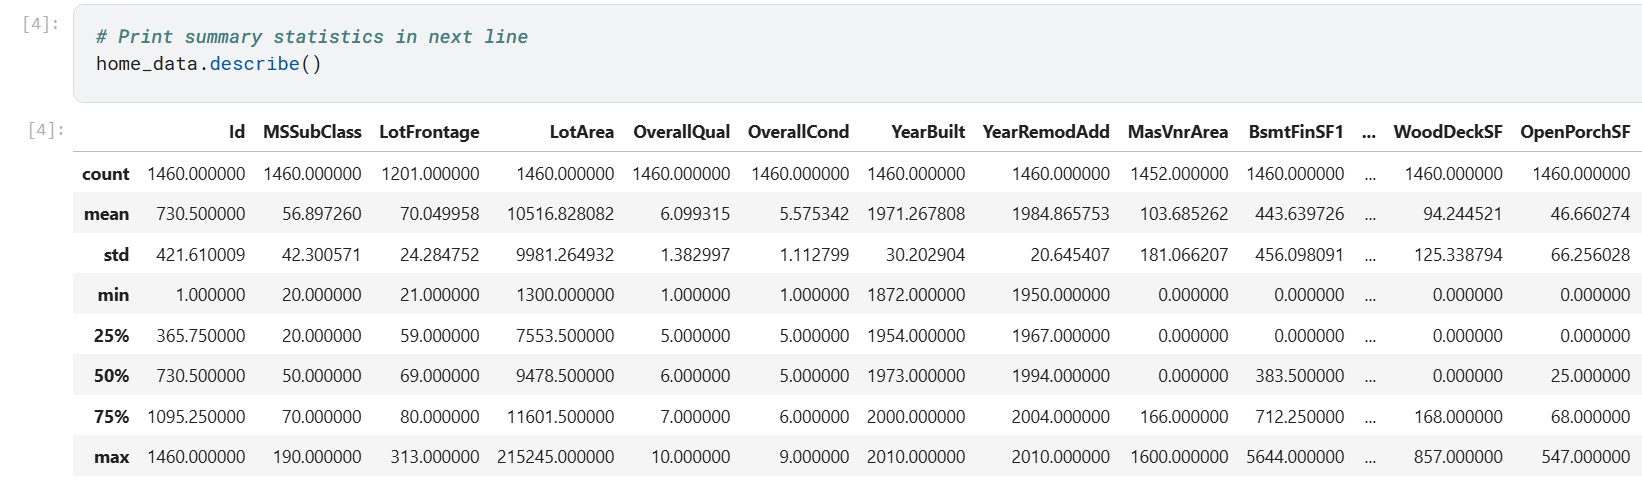 [4]:
# Print summary statistics in next line
home_data.describe()
[4]:
Id MSSubClass LotFrontage LotArea OverallQual OverallCond YearBuilt YearRemodAdd MasVnrArea BsmtFinSF1 ... WoodDeckSF OpenPorchSF
count 1460.000000 1460.000000 1201.000000 1460.000000 1460.000000 1460.000000 1460.000000 1460.000000 1452.000000 1460.000000 ... 1460.000000 1460.000000
mean 730.500000 56.897260 70.049958 10516.828082 6.099315 5.575342 1971.267808 1984.865753 103.685262 443.639726 ... 94.244521 46.660274
std 421.610009 42.300571 24.284752 9981.264932 1.382997 1.112799 30.202904 20.645407 181.066207 456.098091 ... 125.338794 66.256028
min 1.000000 20.000000 21.000000 1300.000000 1.000000 1.000000 1872.000000 1950.000000 0.000000 0.000000 ... 0.000000 0.000000
25% 365.750000 20.000000 59.000000 7553.500000 5.000000 5.000000 1954.000000 1967.000000 0.000000 0.000000 ... 0.000000 0.000000
50% 730.500000 50.000000 69.000000 9478.500000 6.000000 5.000000 1973.000000 1994.000000 0.000000 383.500000 ... 0.000000 25.000000
75% 1095.250000 70.000000 80.000000 11601.500000 7.000000 6.000000 2000.000000 2004.000000 166.000000 712.250000 ... 168.000000 68.000000
max 1460.000000 190.000000 313.000000 215245.000000 10.000000 9.000000 2010.000000 2010.000000 1600.000000 5644.000000 ... 857.000000 547.000000